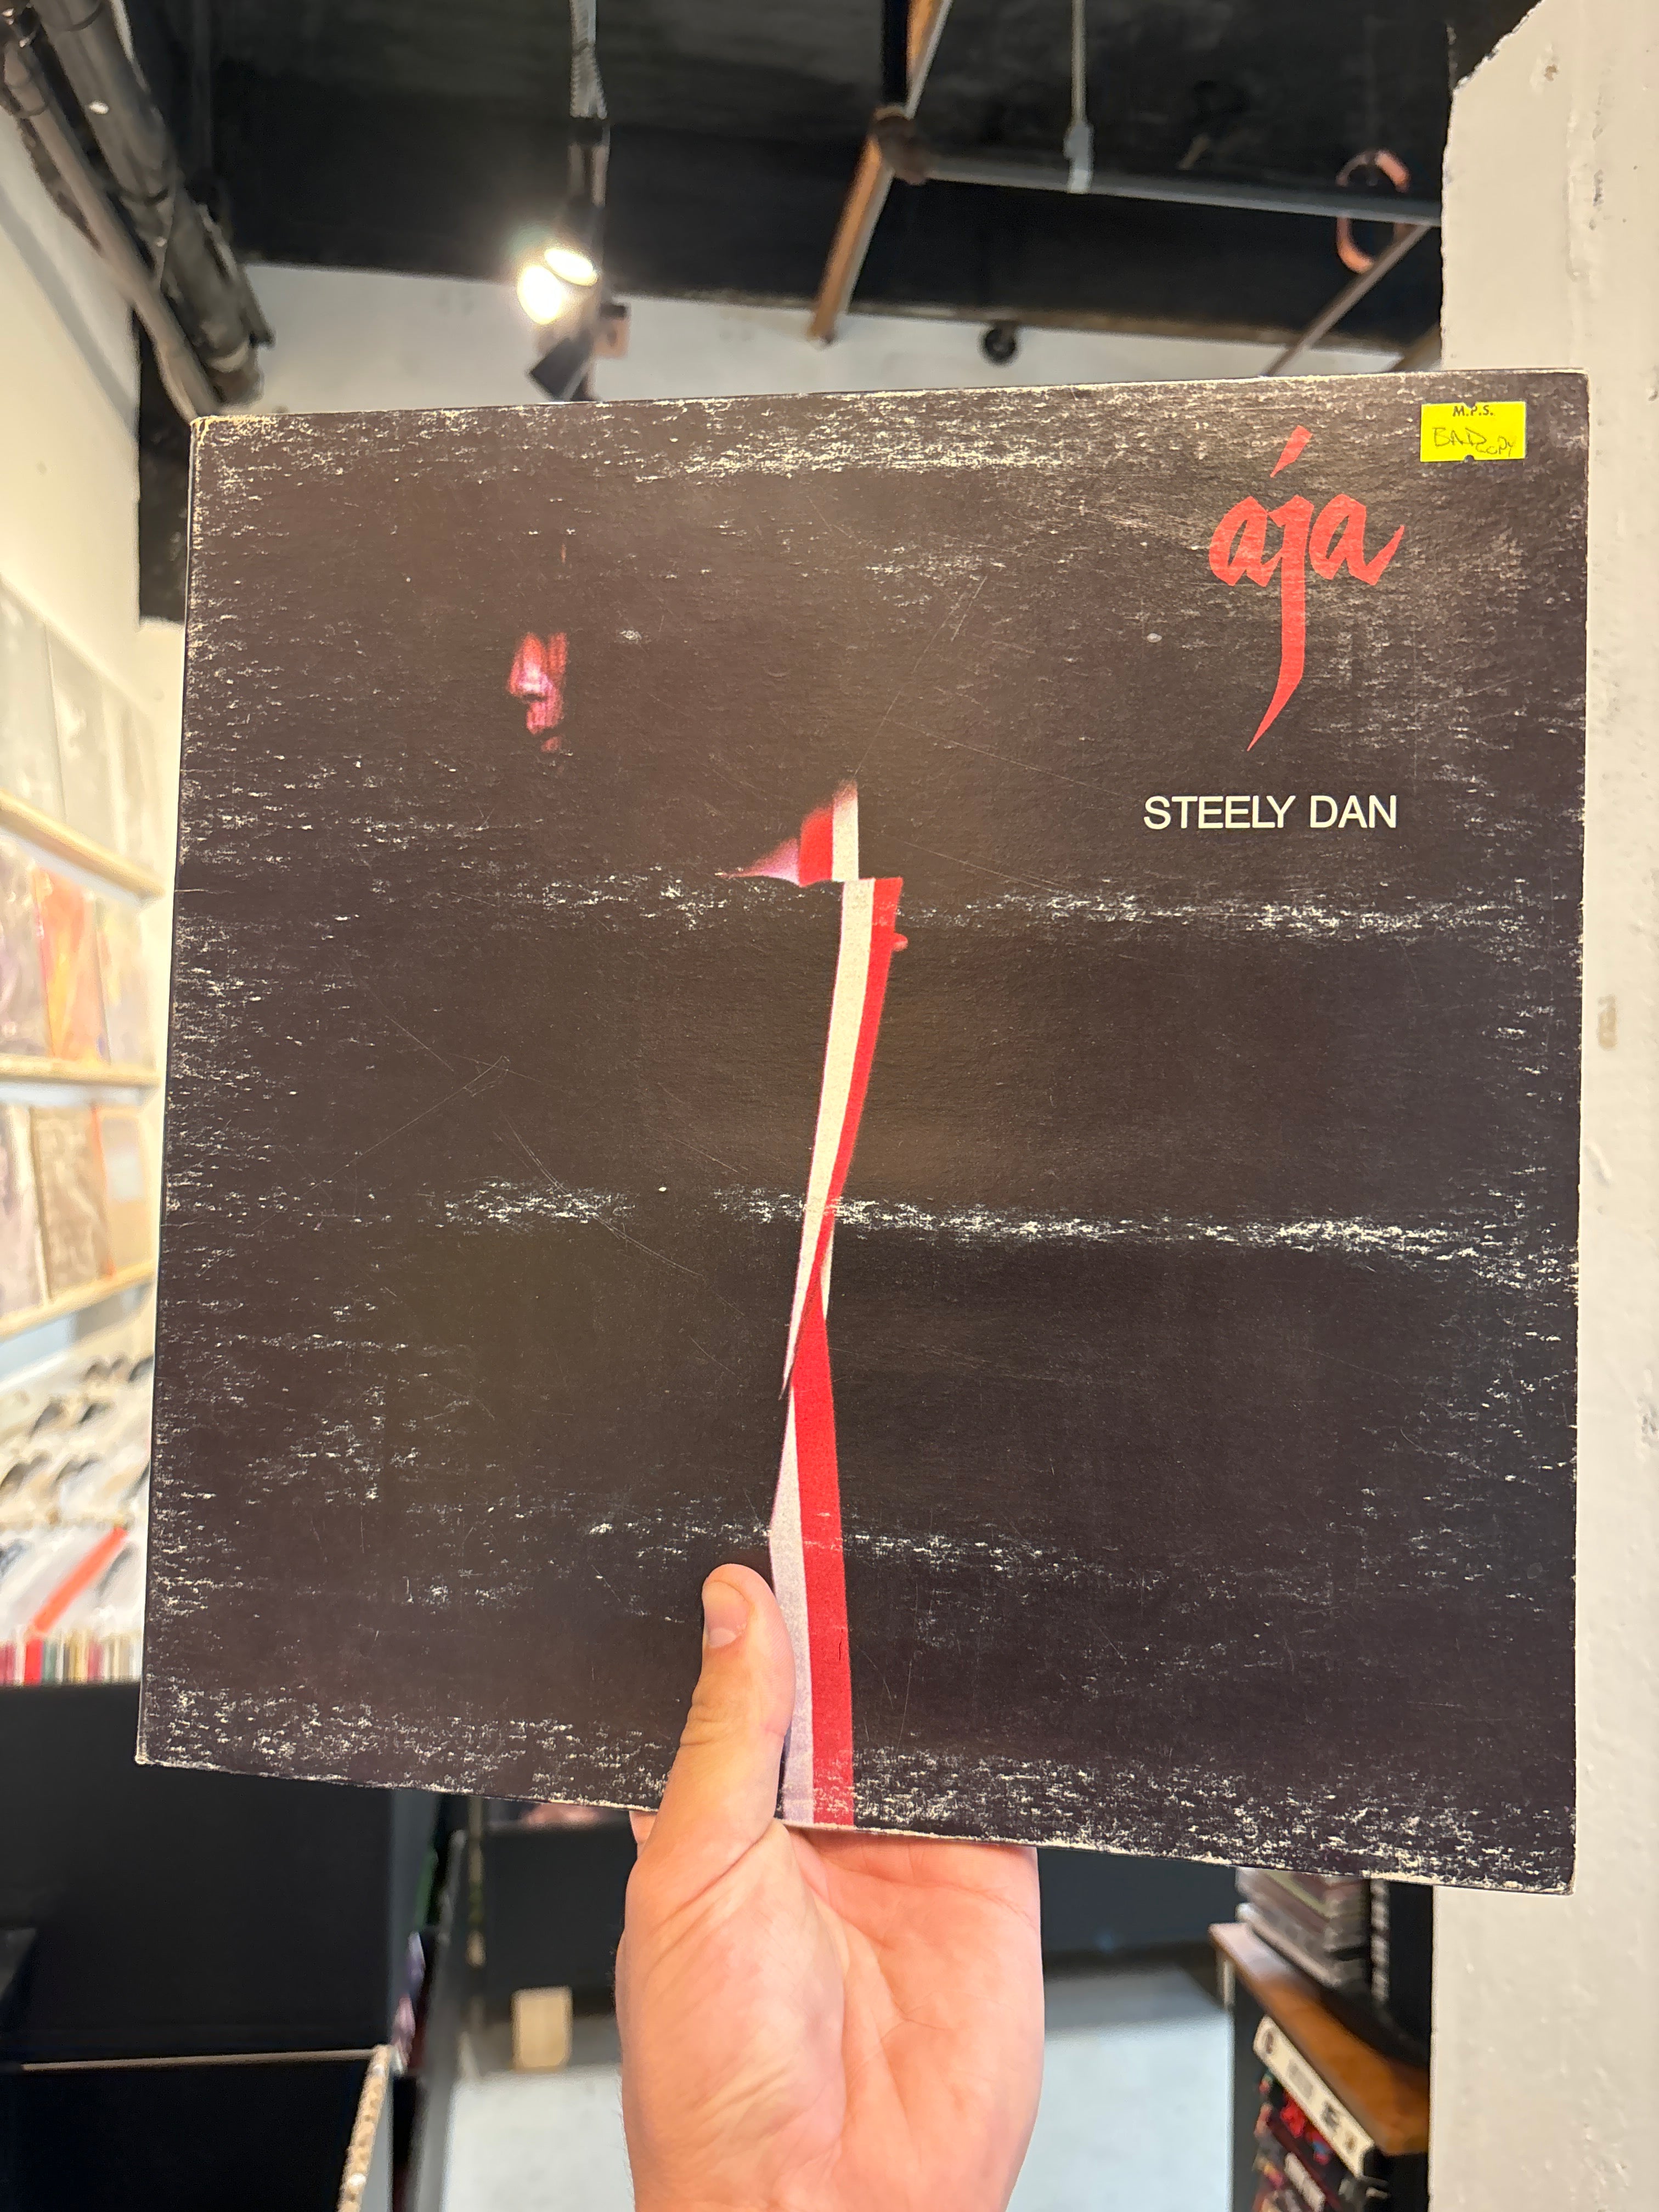 M.P.S.
BAD COPY
aja
STEELY DAN